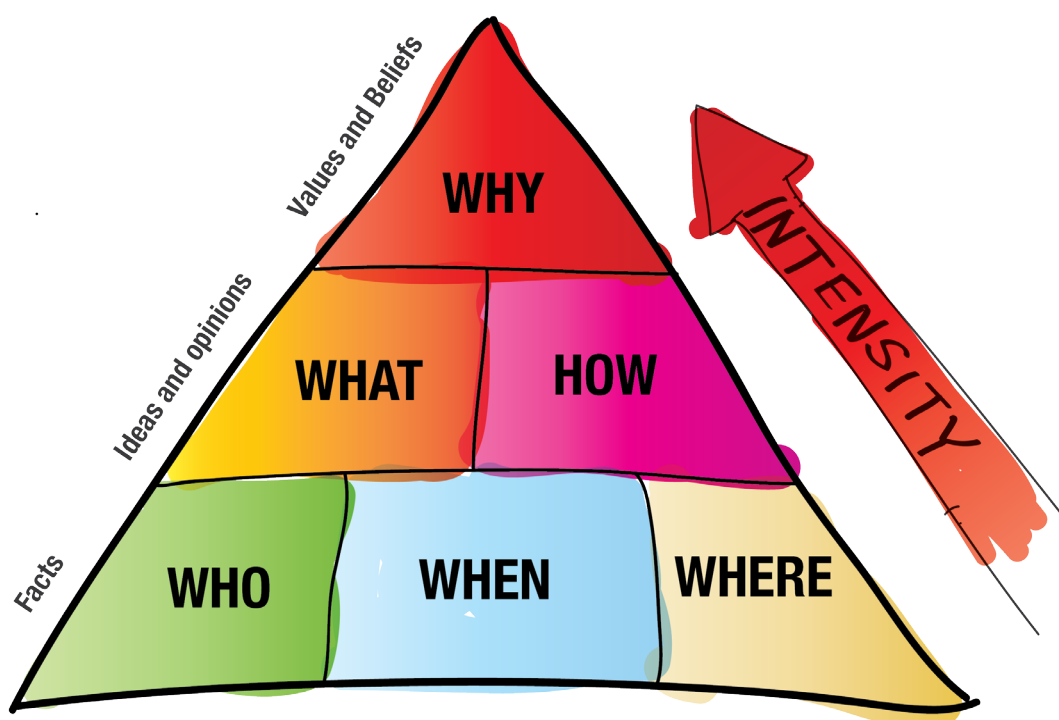 Values and Beliefs
WHY
INTENSITY
Ideas and opinions
WHAT
HOW
Facts
WHO
WHEN
WHERE